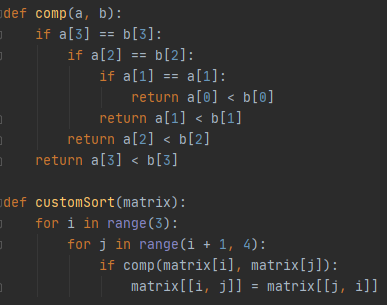 def comp(a, b):
    if a[3] == b[3]:
        if a[2] == b[2]:
            if a[1] == a[1]:
                return a[0] < b[0]
            return a[1] < b[1]
        return a[2] < b[2]
    return a[3] < b[3]

def customSort(matrix):
    for i in range(3):
        for j in range(i + 1, 4):
            if comp(matrix[i], matrix[j]):
                matrix[[i, j]] = matrix[[j, i]]